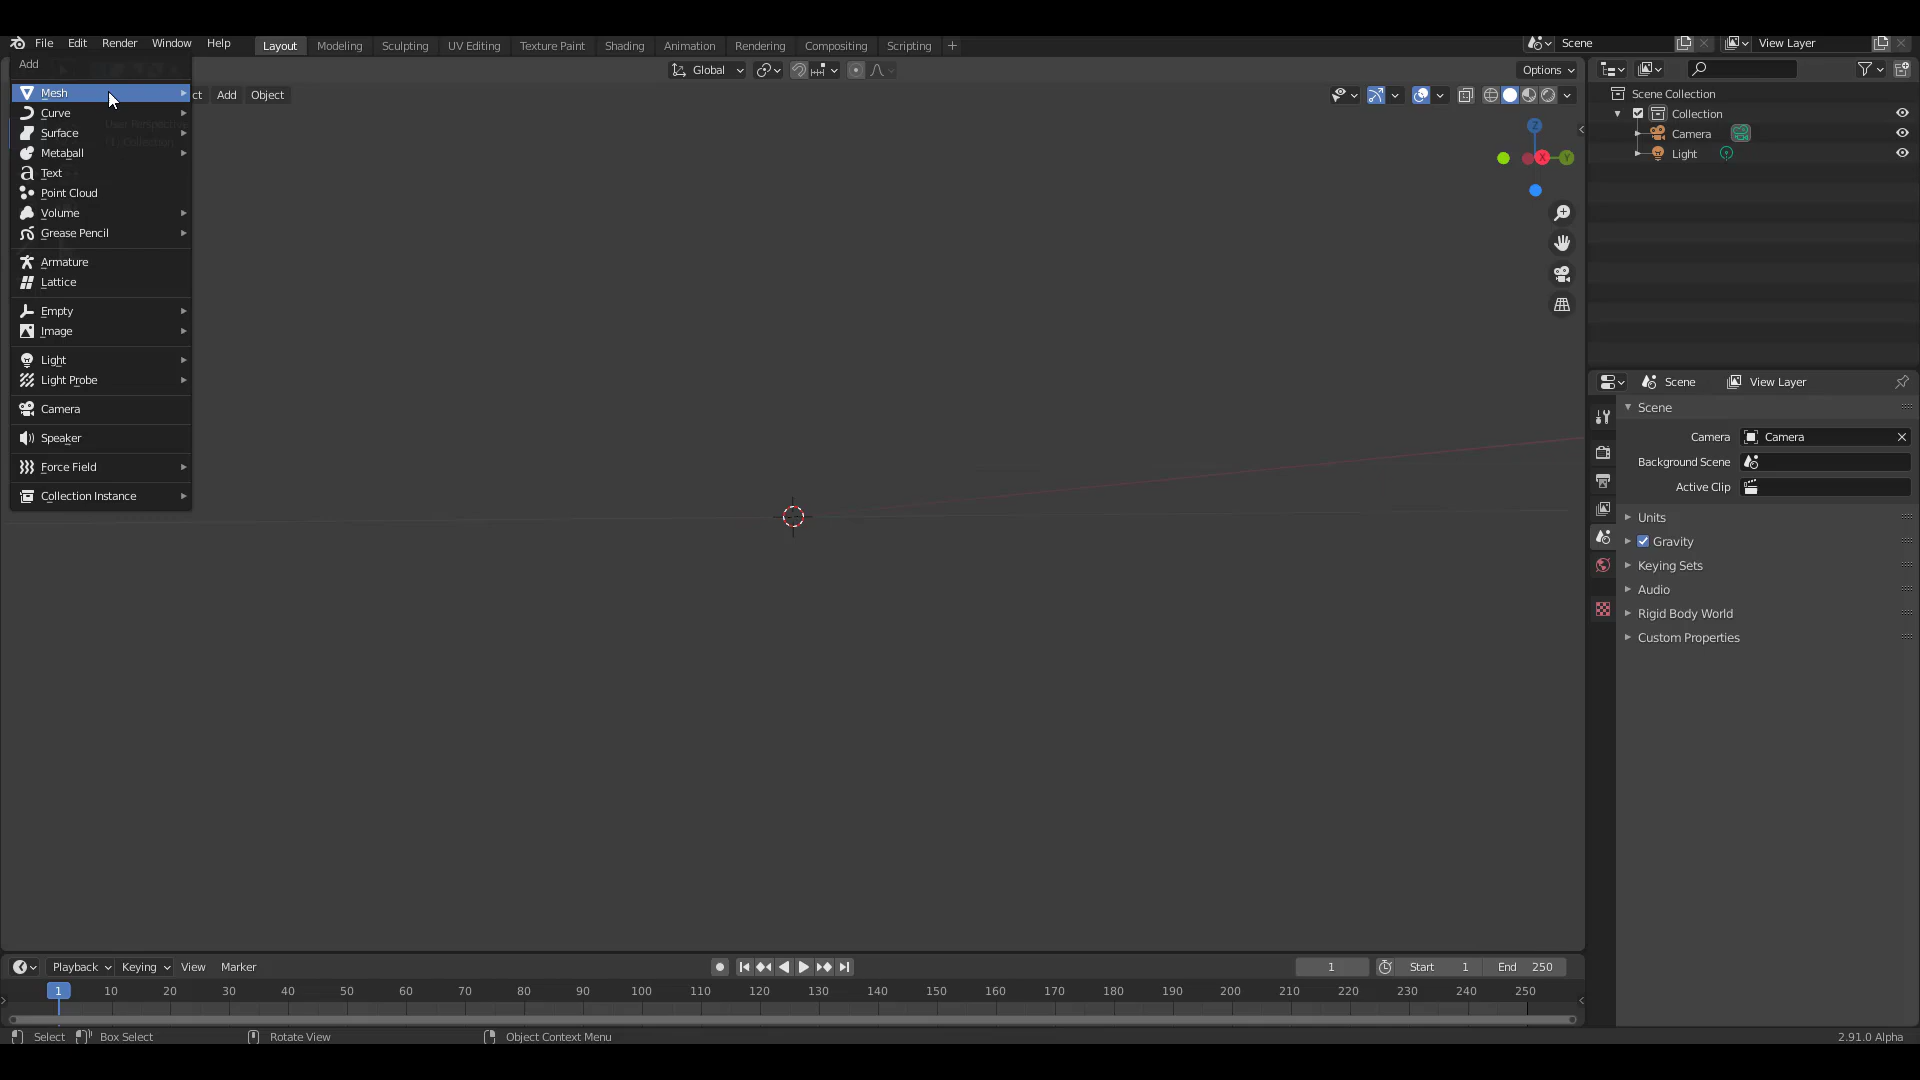 File Edit Render Window Help Layout Modeling Sculpting UV Editing Texture Paint Shading Animation Rendering Compositing Scripting + Scene View Layer
Add
Global Options
Mesh
ct Add Object
Curve
Surface
Metaball
Text
Point Cloud
Volume
Grease Pencil
Armature
Lattice
Empty
Image
Light
Light Probe
Camera
Speaker
Force Field
Collection Instance
User Perspective
(1) Collection
Z
X
Y
Scene Collection
Collection
Camera
Light
Scene View Layer
Scene
Camera Camera
Background Scene
Active Clip
Units
Gravity
Keying Sets
Audio
Rigid Body World
Custom Properties
Playback Keying View Marker 1 Start 1 End 250
1 10 20 30 40 50 60 70 80 90 100 110 120 130 140 150 160 170 180 190 200 210 220 230 240 250
Select Box Select Rotate View Object Context Menu 2.91.0 Alpha